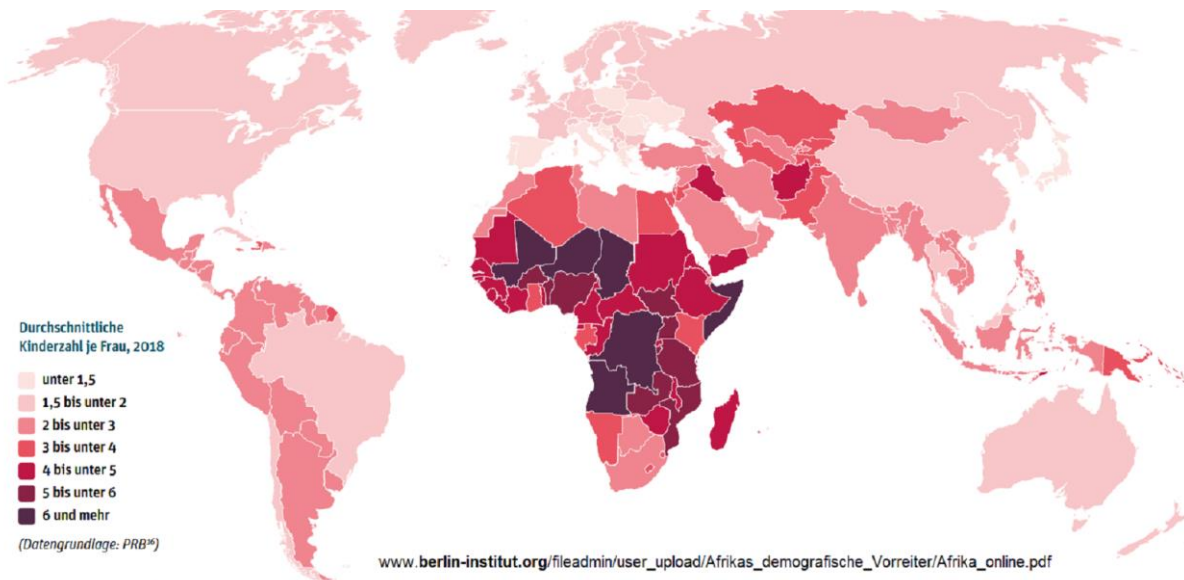 Durchschnittliche
Kinderzahl je Frau, 2018
unter 1,5
1,5 bis unter 2
2 bis unter 3
3 bis unter 4
4 bis unter 5
5 bis unter 6
6 und mehr
(Datengrundlage: PRB³⁶)
www.berlin-institut.org/fileadmin/user_upload/Afrikas_demografische_Vorreiter/Afrika_online.pdf